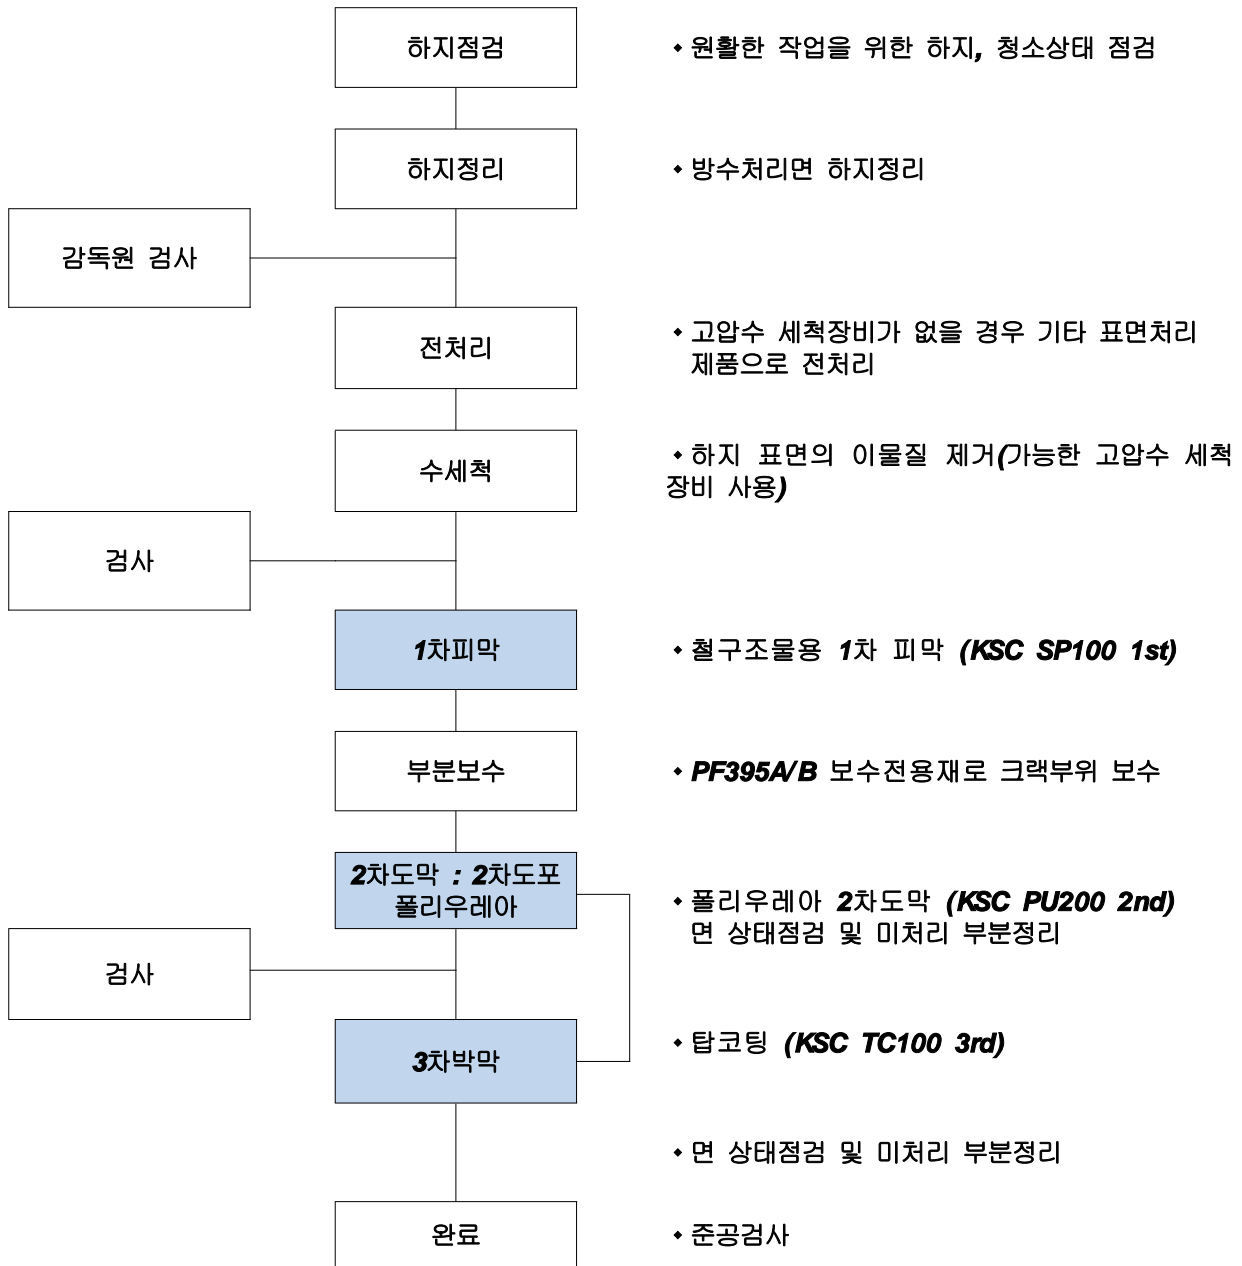 하지점검
◆ 원활한 작업을 위한 하지, 청소상태 점검
하지정리
◆ 방수처리면 하지정리
감독원 검사
전처리
◆ 고압수 세척장비가 없을 경우 기타 표면처리
제품으로 전처리
수세척
◆ 하지 표면의 이물질 제거(가능한 고압수 세척
장비 사용)
검사
1차피막
◆ 철구조물용 1차 피막 (KSC SP100 1st)
부분보수
◆ PF395A/B 보수전용재로 크랙부위 보수
2차도막 : 2차도포
폴리우레아
◆ 폴리우레아 2차도막 (KSC PU200 2nd)
면 상태점검 및 미처리 부분정리
검사
3차박막
◆ 탑코팅 (KSC TC100 3rd)
◆ 면 상태점검 및 미처리 부분정리
완료
◆ 준공검사